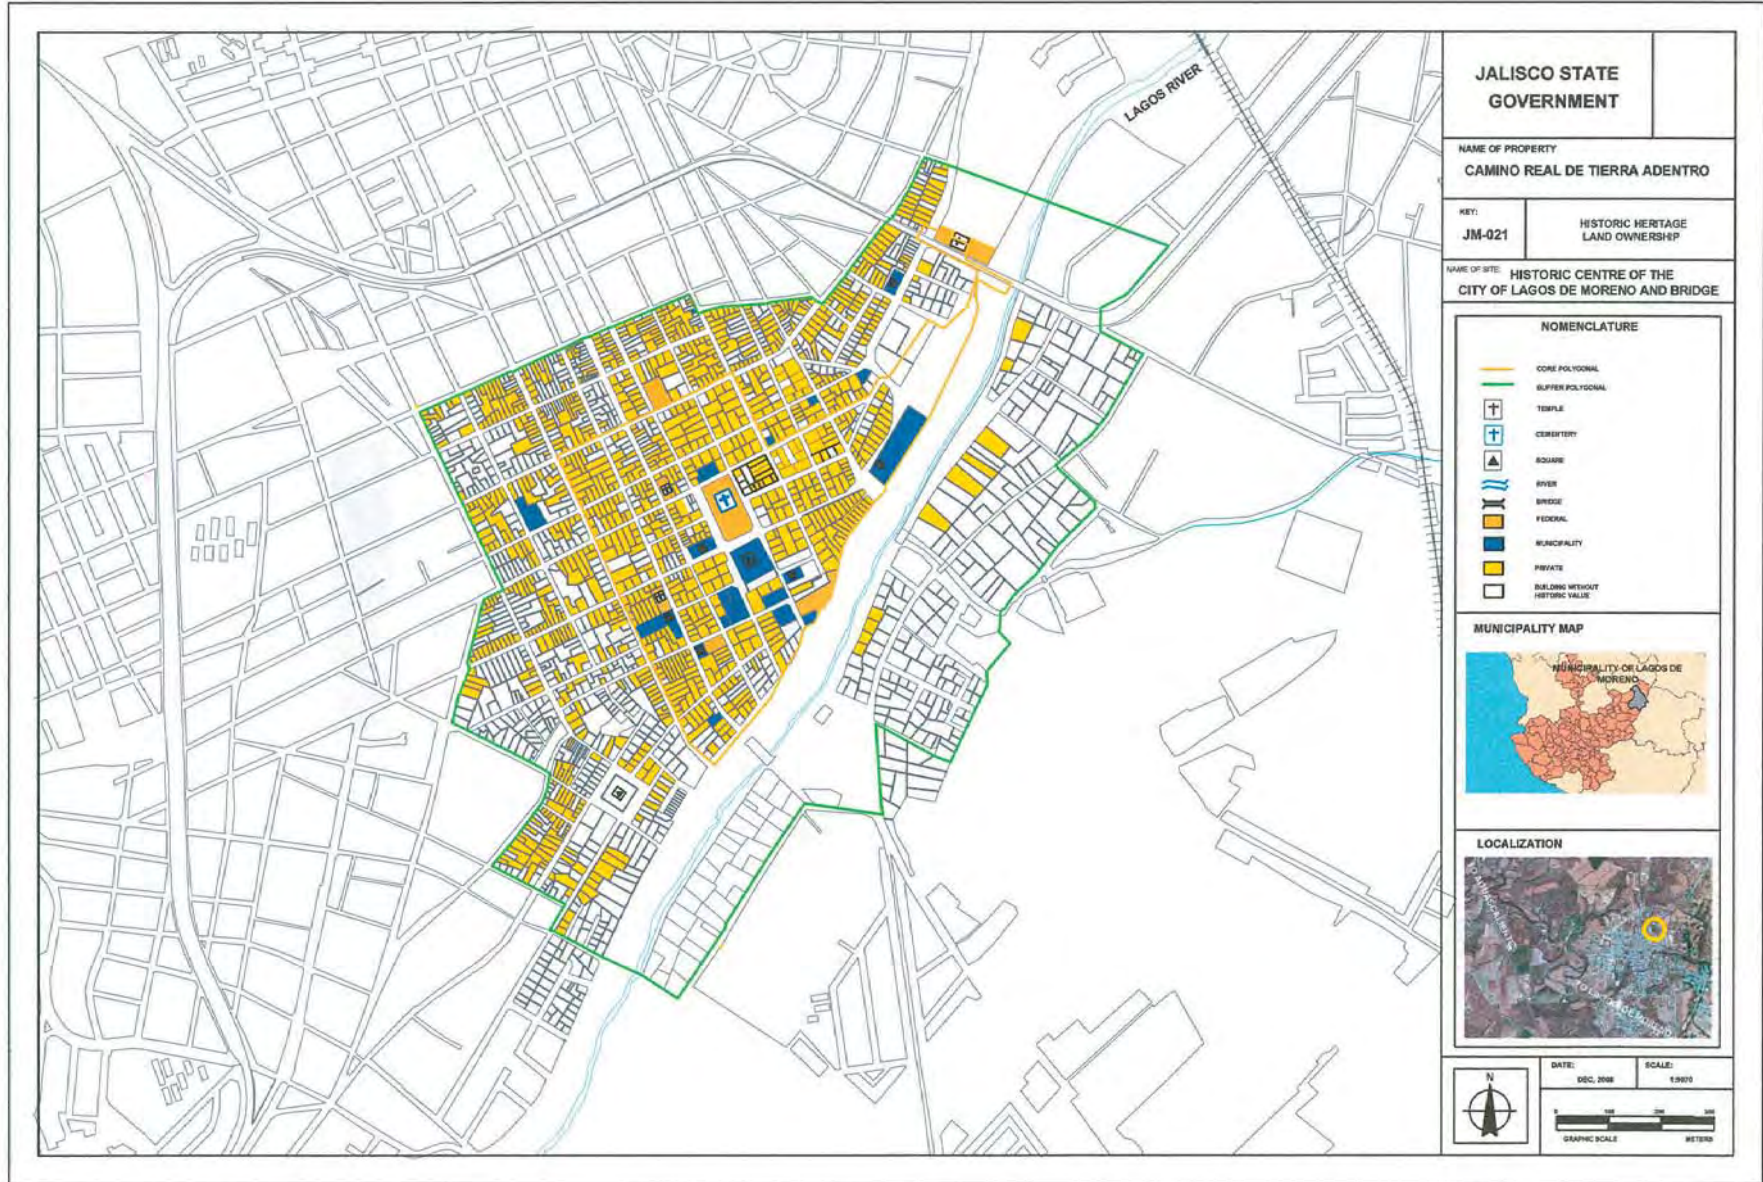 LAGOS RIVER
JALISCO STATE
GOVERNMENT
NAME OF PROPERTY
CAMINO REAL DE TIERRA ADENTRO
KEY:
JM-021
HISTORIC HERITAGE
LAND OWNERSHIP
NAME OF SITE: HISTORIC CENTRE OF THE
CITY OF LAGOS DE MORENO AND BRIDGE
NOMENCLATURE
CORE POLYGONAL
BUFFER POLYGONAL
TEMPLE
CEMENTERY
SQUARE
RIVER
BRIDGE
FEDERAL
MUNICIPALITY
PRIVATE
BUILDING WITHOUT
HISTORIC VALUE
MUNICIPALITY MAP
MUNICIPALITY OF LAGOS DE
MORENO
LOCALIZATION
N
DATE:
DEC, 2008
SCALE:
GRAPHIC SCALE
METERS